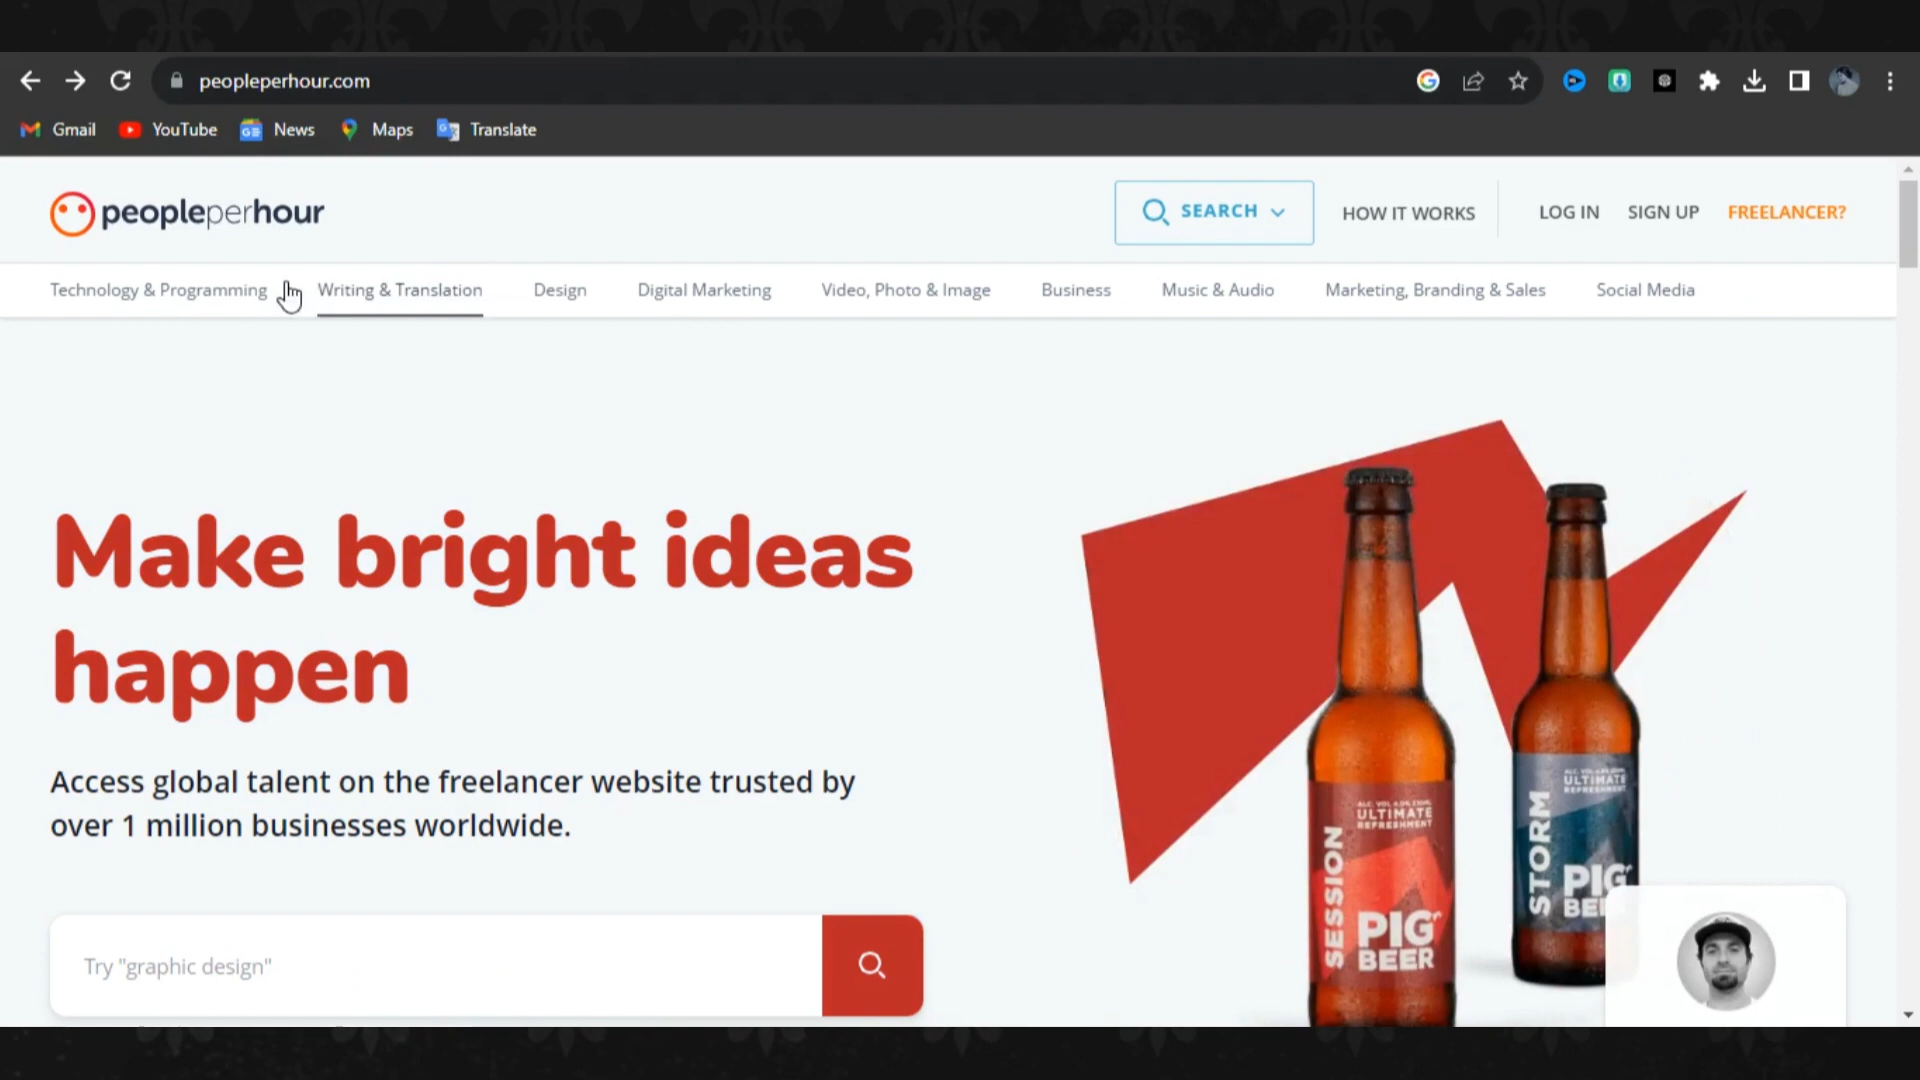 peopleperhour.com
Gmail YouTube News Maps Translate
peopleperhour
SEARCH HOW IT WORKS LOG IN SIGN UP FREELANCER?
Technology & Programming Writing & Translation Design Digital Marketing Video, Photo & Image Business Music & Audio Marketing, Branding & Sales Social Media
Make bright ideas
happen
Access global talent on the freelancer website trusted by
over 1 million businesses worldwide.
Try "graphic design"
ULTIMATE
REFRESHMENT
SESSION
PIG
BEER
ULTIMATE
REFRESHMENT
STORM
PIG